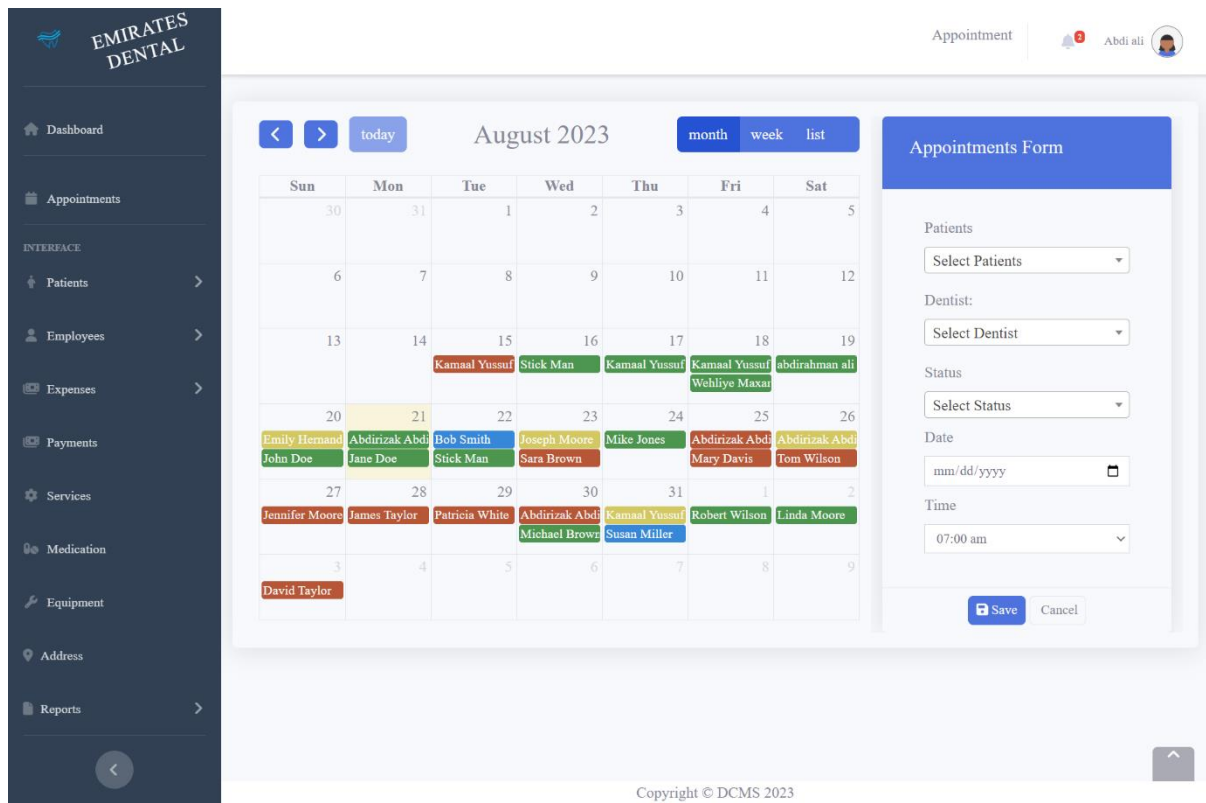 EMIRATES
DENTAL
Dashboard
Appointments
INTERFACE
Patients
Employees
Expenses
Payments
Services
Medication
Equipment
Address
Reports
Appointment
2
Abdi ali
today
August 2023
month week list
Sun Mon Tue Wed Thu Fri Sat
30 31 1 2 3 4 5
6 7 8 9 10 11 12
13 14 15 16 17 18 19
Kamaal Yussuf Stick Man Kamaal Yussuf Kamaal Yussuf abdirahman ali
Wehliye Maxar
20 21 22 23 24 25 26
Emily Hernand Abdirizak Abdi Bob Smith Joseph Moore Mike Jones Abdirizak Abdi Abdirizak Abdi
John Doe Jane Doe Stick Man Sara Brown Mary Davis Tom Wilson
27 28 29 30 31 1 2
Jennifer Moore James Taylor Patricia White Abdirizak Abdi Kamaal Yussuf Robert Wilson Linda Moore
Michael Brown Susan Miller
3 4 5 6 7 8 9
David Taylor
Appointments Form
Patients
Select Patients
Dentist:
Select Dentist
Status
Select Status
Date
mm/dd/yyyy
Time
07:00 am
Save Cancel
Copyright © DCMS 2023